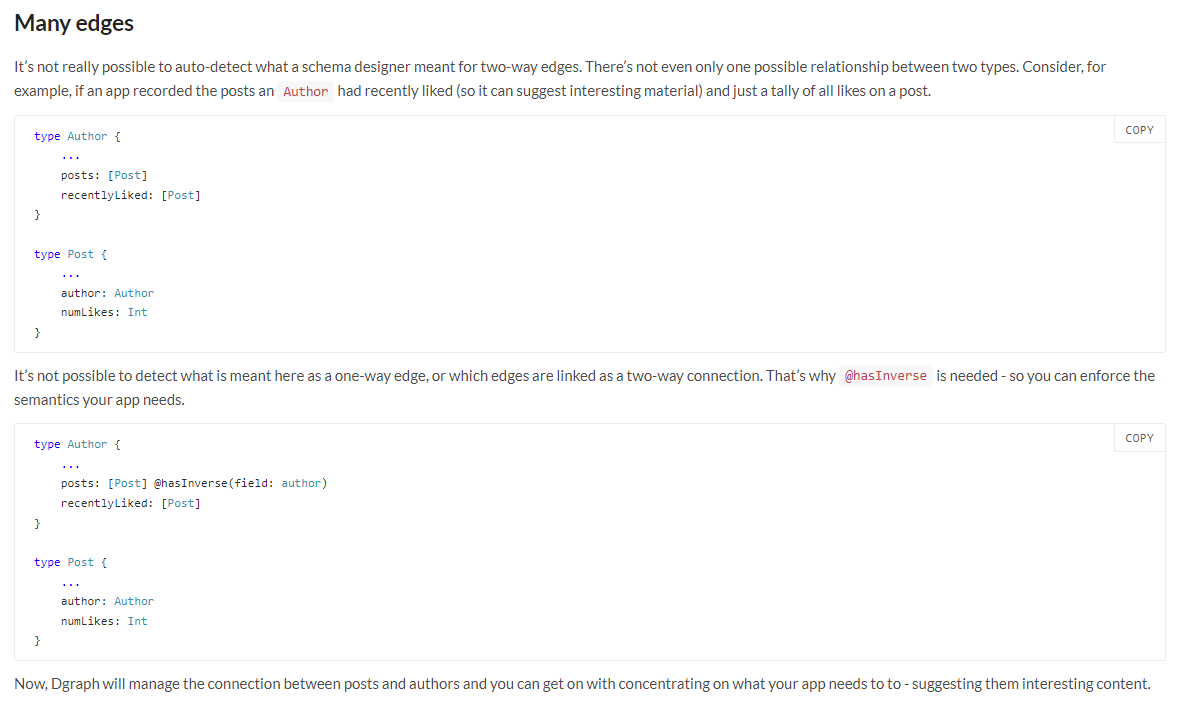 Many edges
It's not really possible to auto-detect what a schema designer meant for two-way edges. There's not even only one possible relationship between two types. Consider, for
example, if an app recorded the posts an Author had recently liked (so it can suggest interesting material) and just a tally of all likes on a post.
COPY
type Author {
    ...
    posts: [Post]
    recentlyLiked: [Post]
}
type Post {
    ...
    author: Author
    numLikes: Int
}
It's not possible to detect what is meant here as a one-way edge, or which edges are linked as a two-way connection. That's why @hasInverse is needed - so you can enforce the
semantics your app needs.
COPY
type Author {
    ...
    posts: [Post] @hasInverse(field: author)
    recentlyLiked: [Post]
}
type Post {
    ...
    author: Author
    numLikes: Int
}
Now, Dgraph will manage the connection between posts and authors and you can get on with concentrating on what your app needs to to - suggesting them interesting content.